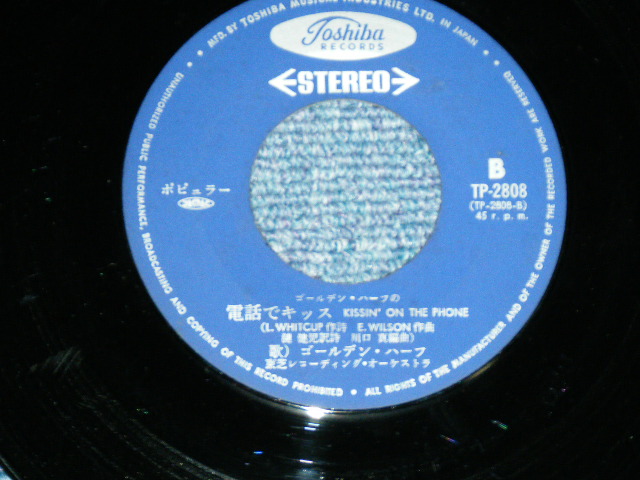 MFD. BY TOSHIBA MUSICAL INDUSTRIES LTD. IN JAPAN
Toshiba
RECORDS
STEREO
ポピュラー
B
TP-2808
(TP-2808-B)
45 r. p. m.
ゴールデン・ハーフの
電話でキッス KISSIN' ON THE PHONE
(L. WHITCUP 作詩 E. WILSON 作曲
健児訳詩 川口 真編曲)
歌) ゴールデン・ハーフ
東芝レコーディング・オーケストラ
ALL RIGHTS OF THE MANUFACTURER AND OF THE OWNER OF THE RECORDED WORK ARE RESERVED
UNAUTHORIZED PUBLIC PERFORMANCE, BROADCASTING AND COPYING OF THIS RECORD PROHIBITED